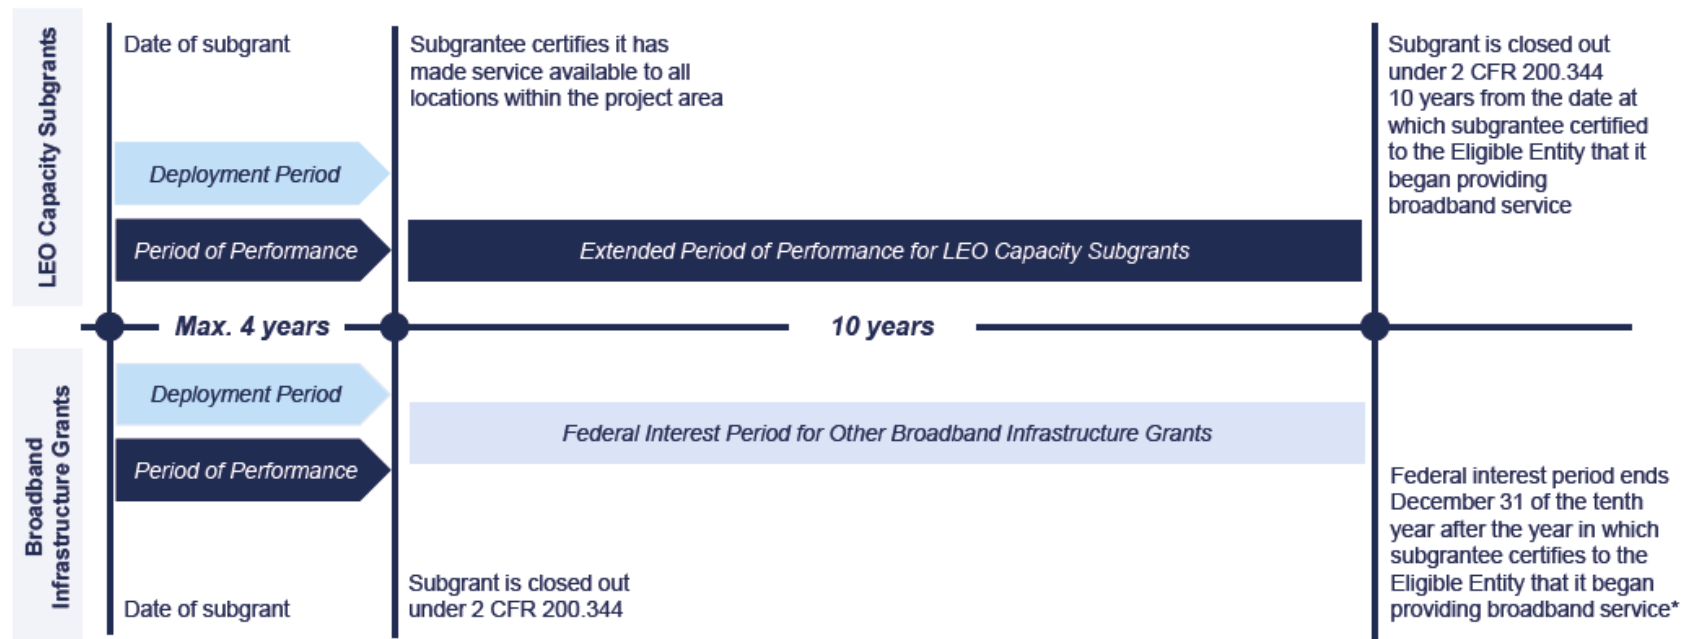 LEO Capacity Subgrants
Date of subgrant
Subgrantee certifies it has
made service available to all
locations within the project area
Subgrant is closed out
under 2 CFR 200.344
10 years from the date at
which subgrantee certified
to the Eligible Entity that it
began providing
broadband service
Deployment Period
Period of Performance
Extended Period of Performance for LEO Capacity Subgrants
Max. 4 years
10 years
Broadband
Infrastructure Grants
Deployment Period
Period of Performance
Federal Interest Period for Other Broadband Infrastructure Grants
Date of subgrant
Subgrant is closed out
under 2 CFR 200.344
Federal interest period ends
December 31 of the tenth
year after the year in which
subgrantee certifies to the
Eligible Entity that it began
providing broadband service*